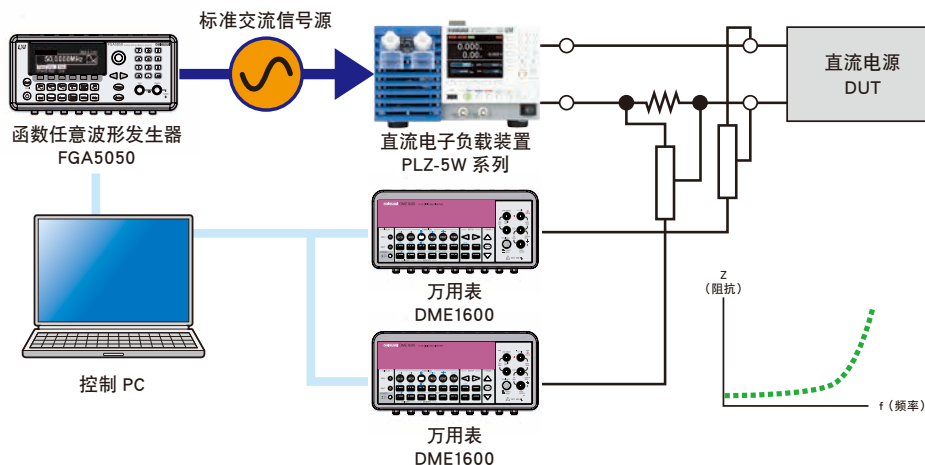 标准交流信号源
直流电源
DUT
函数任意波形发生器
FGA5050
直流电子负载装置
PLZ-5W 系列
万用表
DME1600
控制 PC
万用表
DME1600
Z
（阻抗）
f（频率）